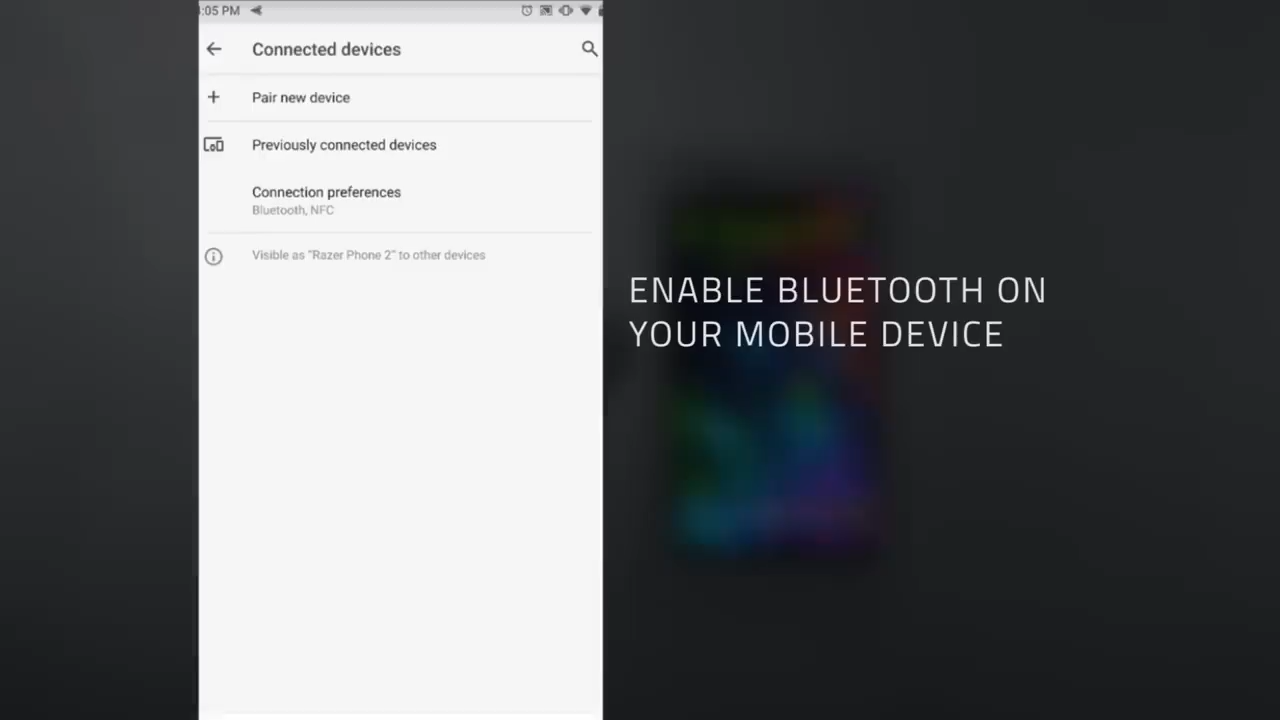 :05 PM
Connected devices
Pair new device
Previously connected devices
Connection preferences
Bluetooth, NFC
Visible as "Razer Phone 2" to other devices
ENABLE BLUETOOTH ON
YOUR MOBILE DEVICE